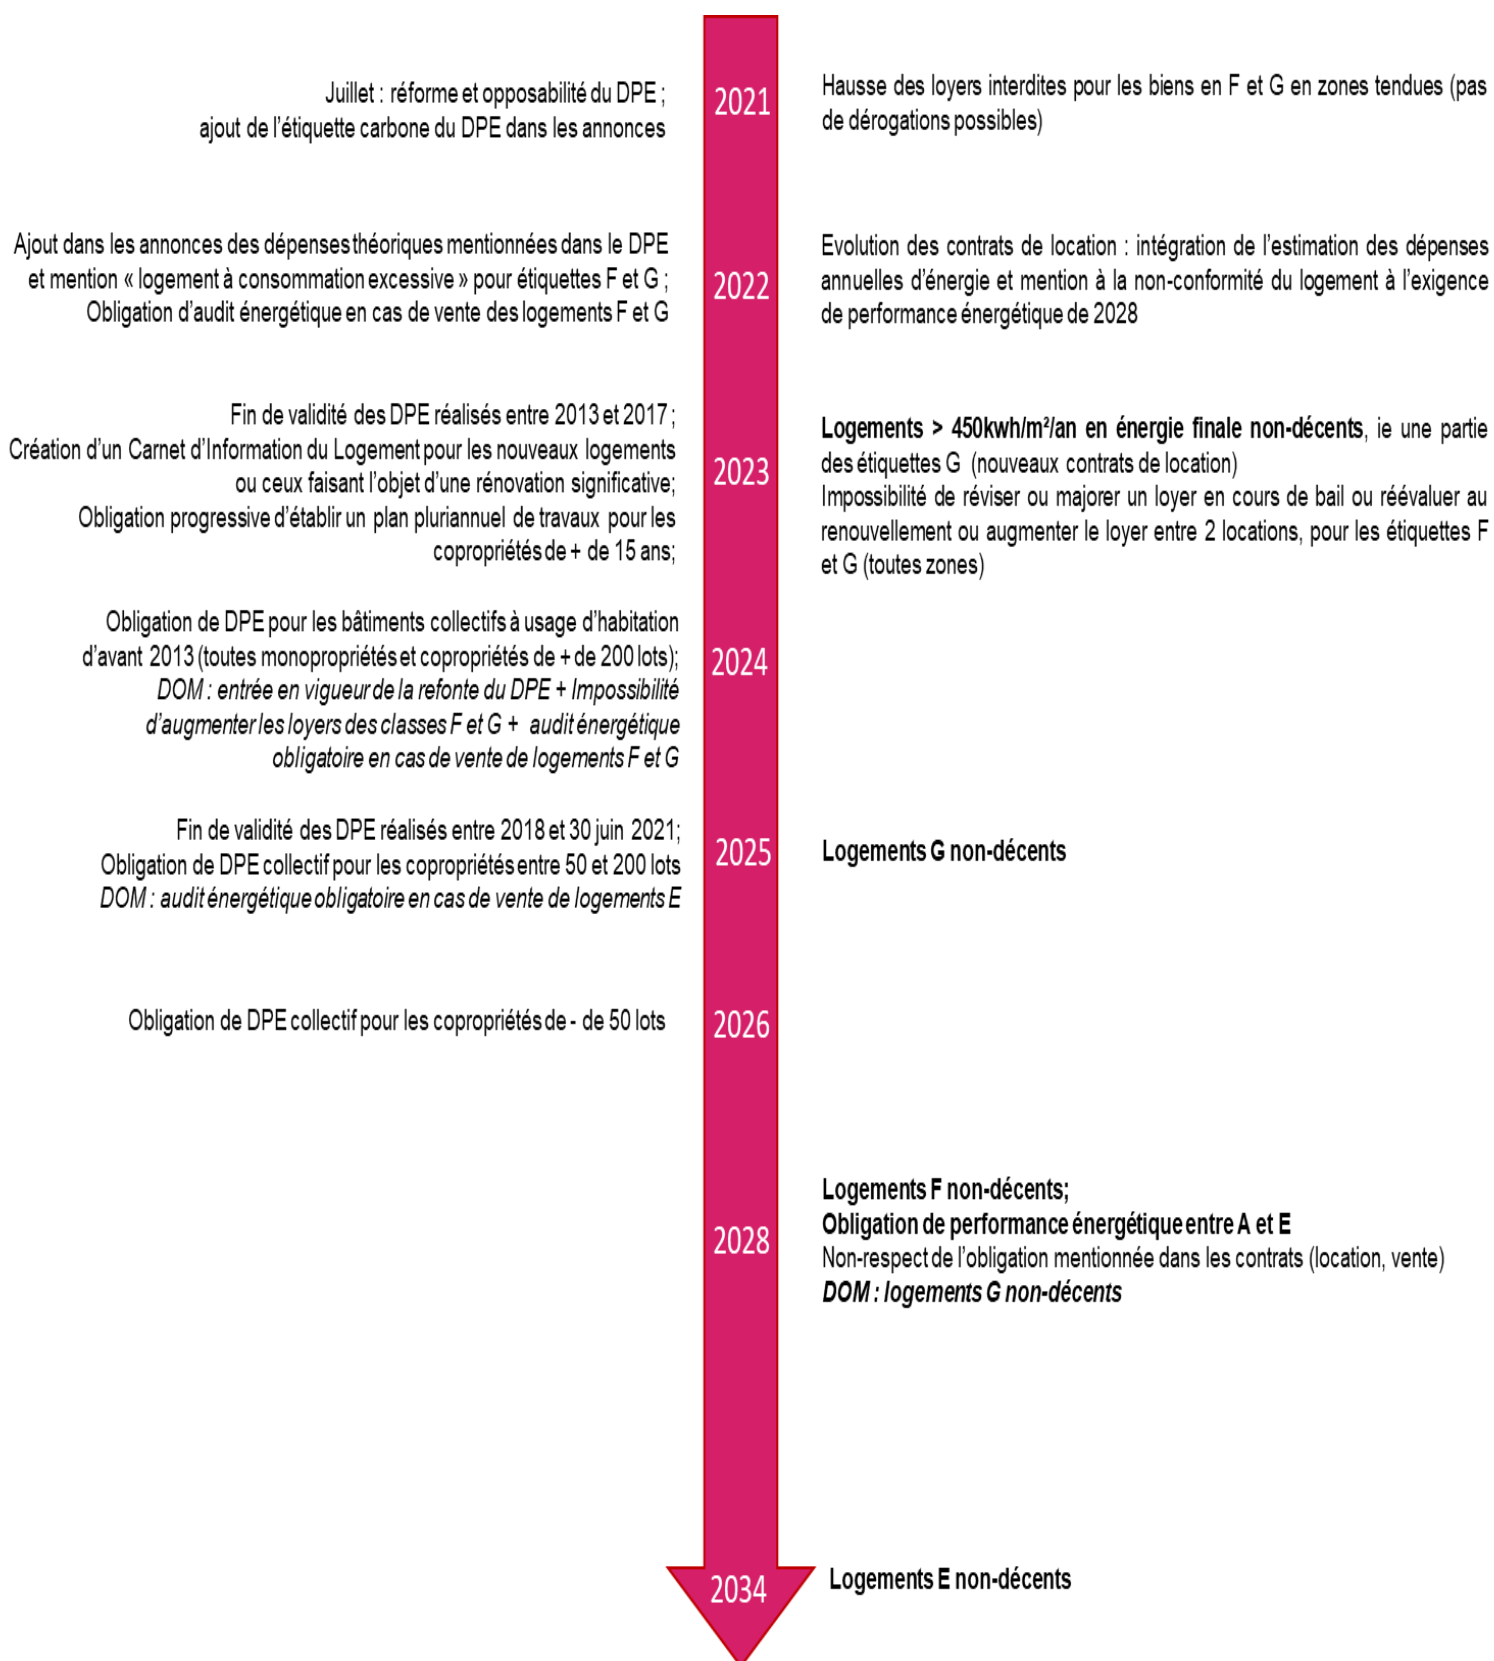 Juillet : réforme et opposabilité du DPE ;
ajout de l'étiquette carbone du DPE dans les annonces
2021
Hausse des loyers interdites pour les biens en F et G en zones tendues (pas
de dérogations possibles)
Ajout dans les annonces des dépenses théoriques mentionnées dans le DPE
et mention « logement à consommation excessive » pour étiquettes F et G ;
Obligation d'audit énergétique en cas de vente des logements F et G
2022
Evolution des contrats de location : intégration de l'estimation des dépenses
annuelles d'énergie et mention à la non-conformité du logement à l'exigence
de performance énergétique de 2028
Fin de validité des DPE réalisés entre 2013 et 2017 ;
Création d'un Carnet d'Information du Logement pour les nouveaux logements
ou ceux faisant l'objet d'une rénovation significative;
Obligation progressive d'établir un plan pluriannuel de travaux pour les
copropriétés de + de 15 ans;
2023
Logements > 450kwh/m²/an en énergie finale non-décents, ie une partie
des étiquettes G (nouveaux contrats de location)
Impossibilité de réviser ou majorer un loyer en cours de bail ou réévaluer au
renouvellement ou augmenter le loyer entre 2 locations, pour les étiquettes F
et G (toutes zones)
Obligation de DPE pour les bâtiments collectifs à usage d'habitation
d'avant 2013 (toutes monopropriétés et copropriétés de + de 200 lots);
DOM : entrée en vigueur de la refonte du DPE + Impossibilité
d'augmenter les loyers des classes F et G + audit énergétique
obligatoire en cas de vente de logements F et G
2024
Fin de validité des DPE réalisés entre 2018 et 30 juin 2021;
Obligation de DPE collectif pour les copropriétés entre 50 et 200 lots
DOM : audit énergétique obligatoire en cas de vente de logements E
2025
Logements G non-décents
Obligation de DPE collectif pour les copropriétés de - de 50 lots
2026
2028
Logements F non-décents;
Obligation de performance énergétique entre A et E
Non-respect de l'obligation mentionnée dans les contrats (location, vente)
DOM : logements G non-décents
2034
Logements E non-décents